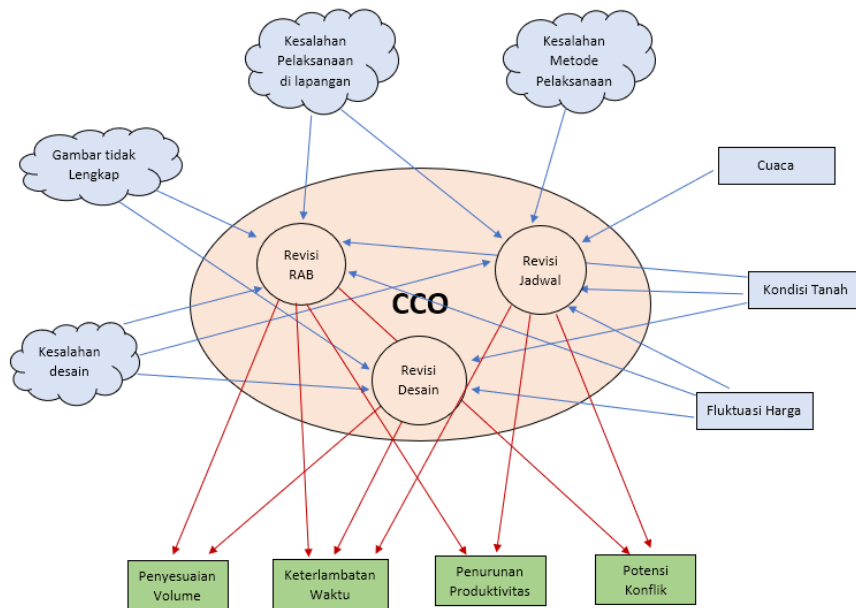 Kesalahan
Pelaksanaan
di lapangan
Kesalahan
Metode
Pelaksanaan
Gambar tidak
Lengkap
Cuaca
Revisi
RAB
Revisi
Jadwal
CCO
Kondisi Tanah
Kesalahan
desain
Revisi
Desain
Fluktuasi Harga
Penyesuaian
Volume
Keterlambatan
Waktu
Penurunan
Produktivitas
Potensi
Konflik